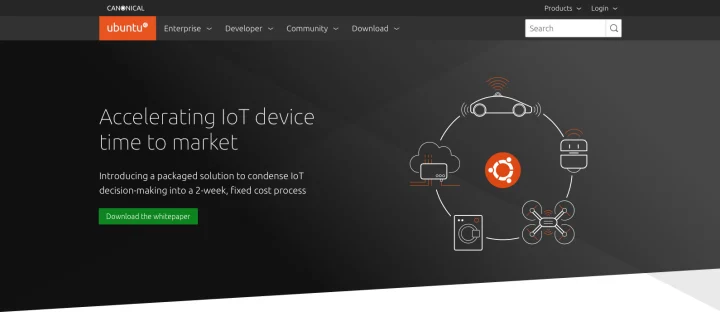 CANONICAL
Products
Login
ubuntu
Enterprise
Developer
Community
Download
Search
Accelerating IoT device
time to market
Introducing a packaged solution to condense IoT
decision-making into a 2-week, fixed cost process
Download the whitepaper